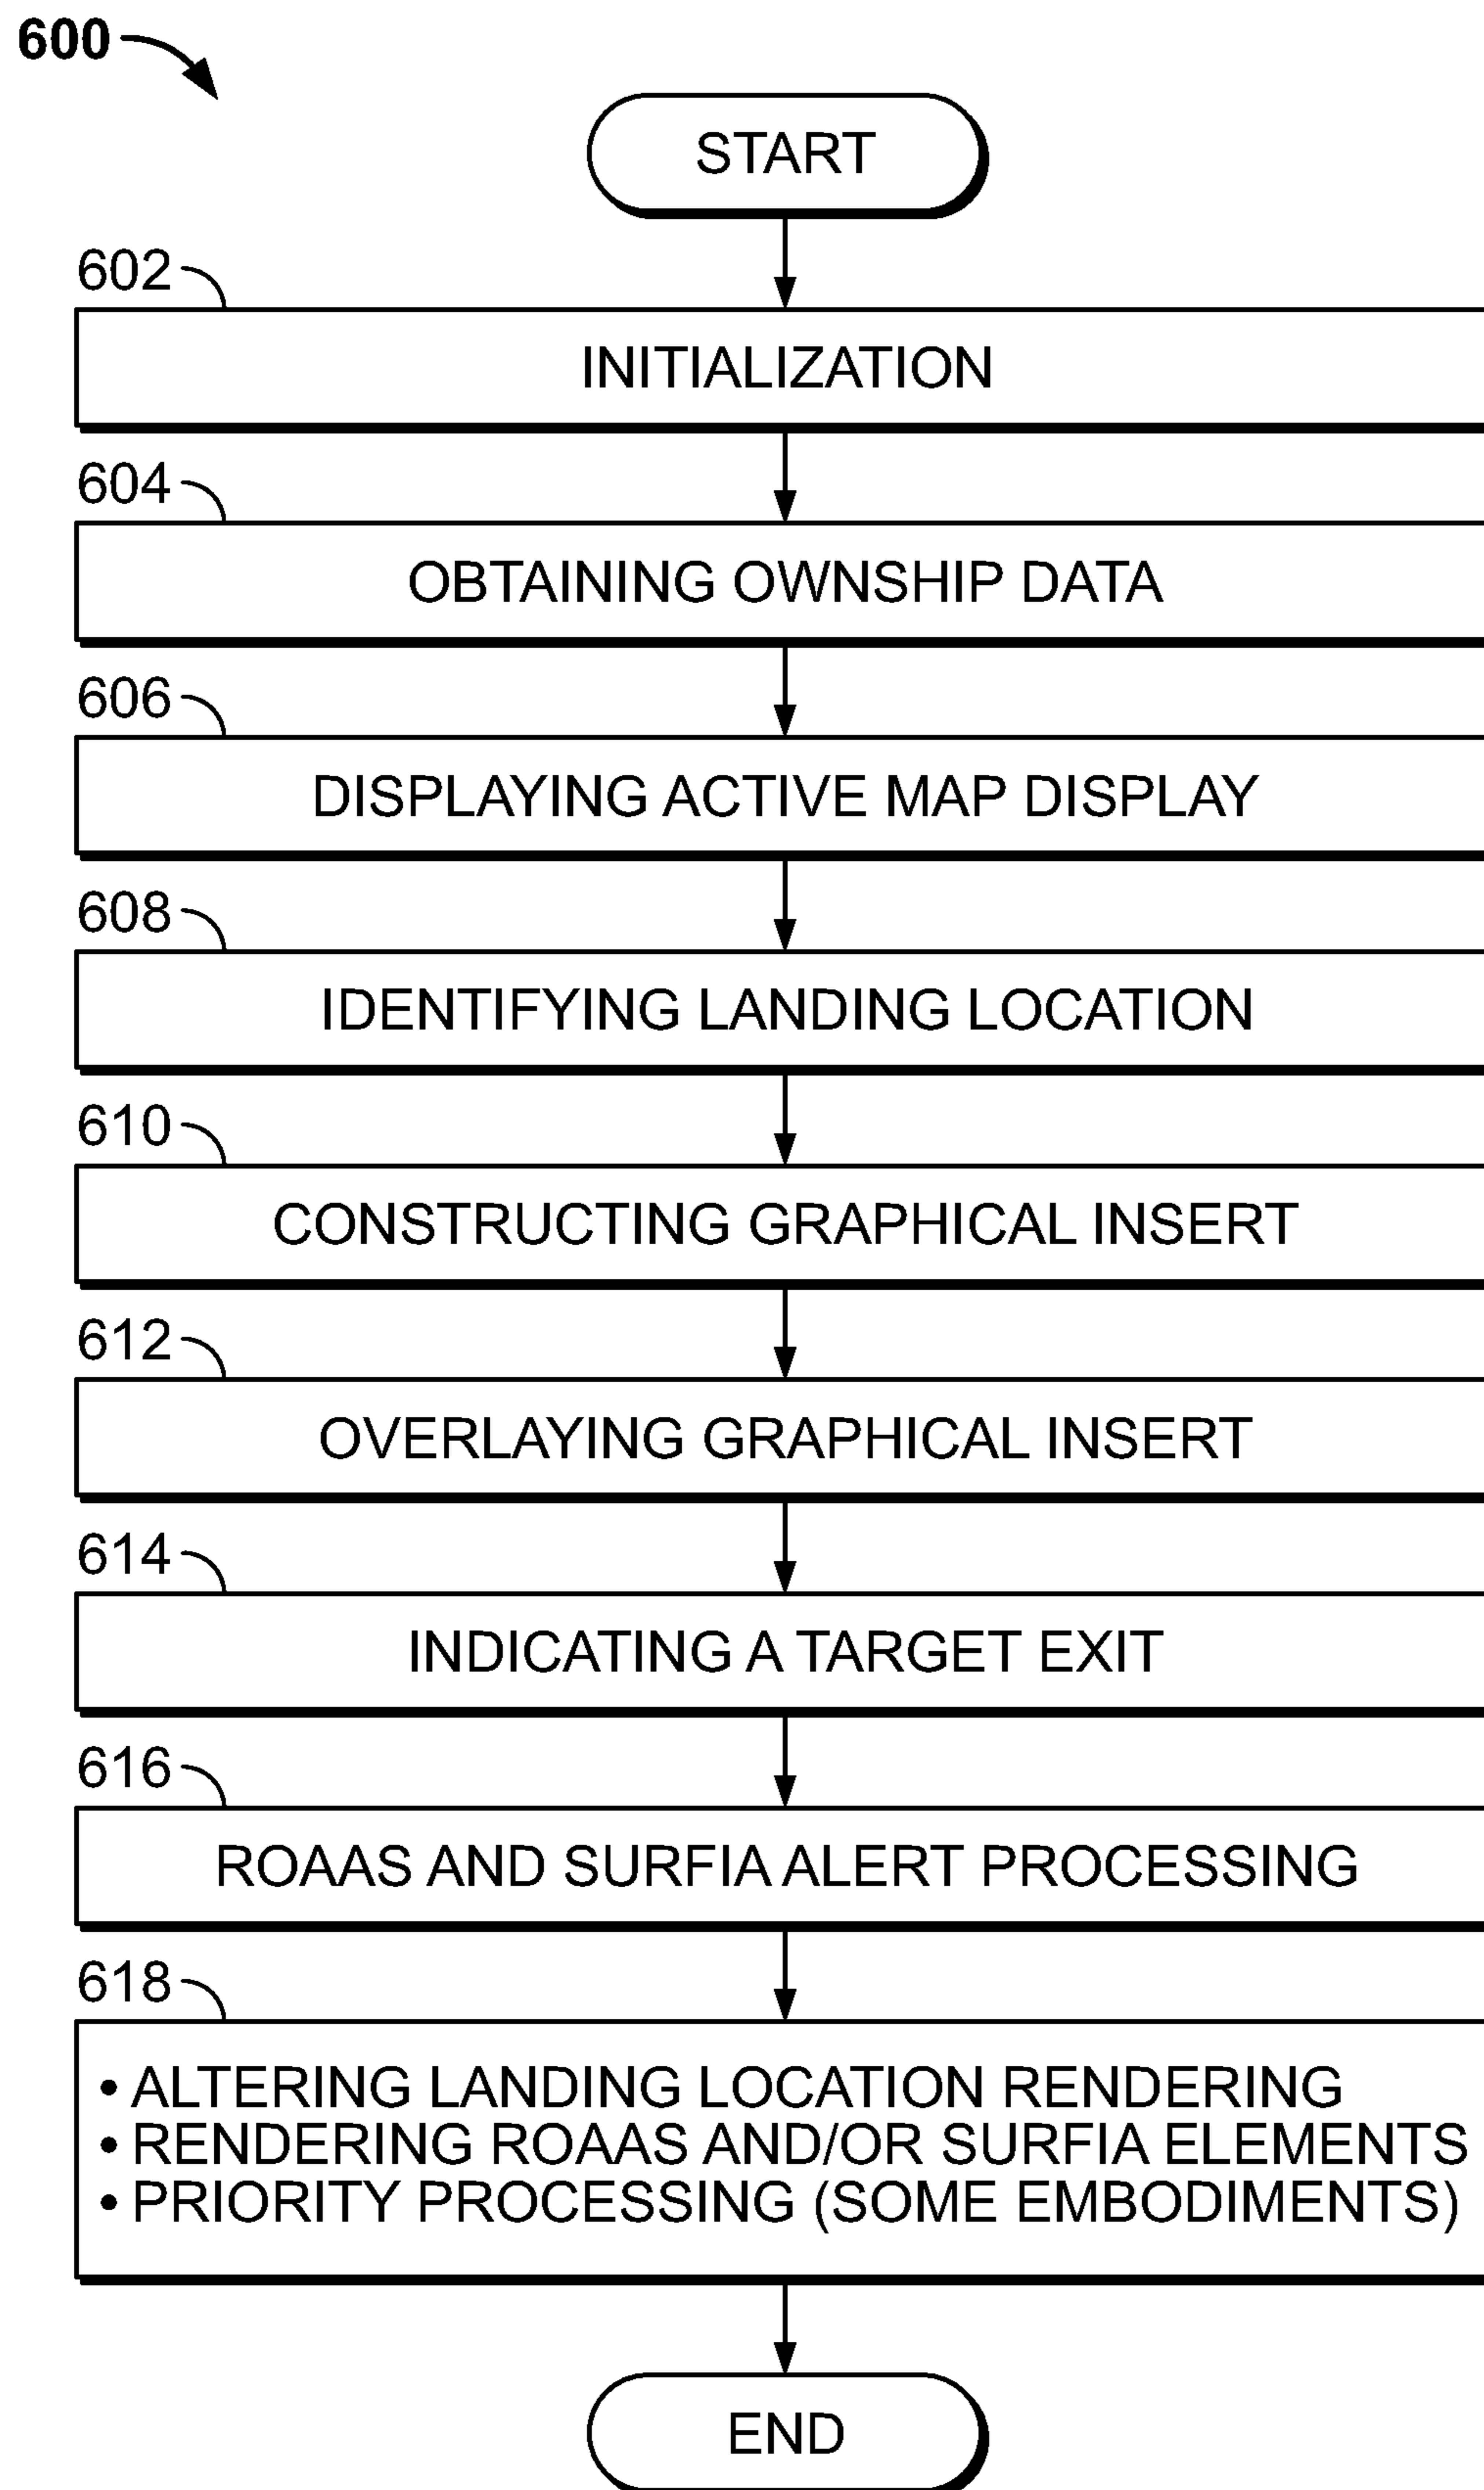 600
START
602
INITIALIZATION
604
OBTAINING OWNSHIP DATA
606
DISPLAYING ACTIVE MAP DISPLAY
608
IDENTIFYING LANDING LOCATION
610
CONSTRUCTING GRAPHICAL INSERT
612
OVERLAYING GRAPHICAL INSERT
614
INDICATING A TARGET EXIT
616
ROAAS AND SURFIA ALERT PROCESSING
618
• ALTERING LANDING LOCATION RENDERING
• RENDERING ROAAS AND/OR SURFIA ELEMENTS
• PRIORITY PROCESSING (SOME EMBODIMENTS)
END